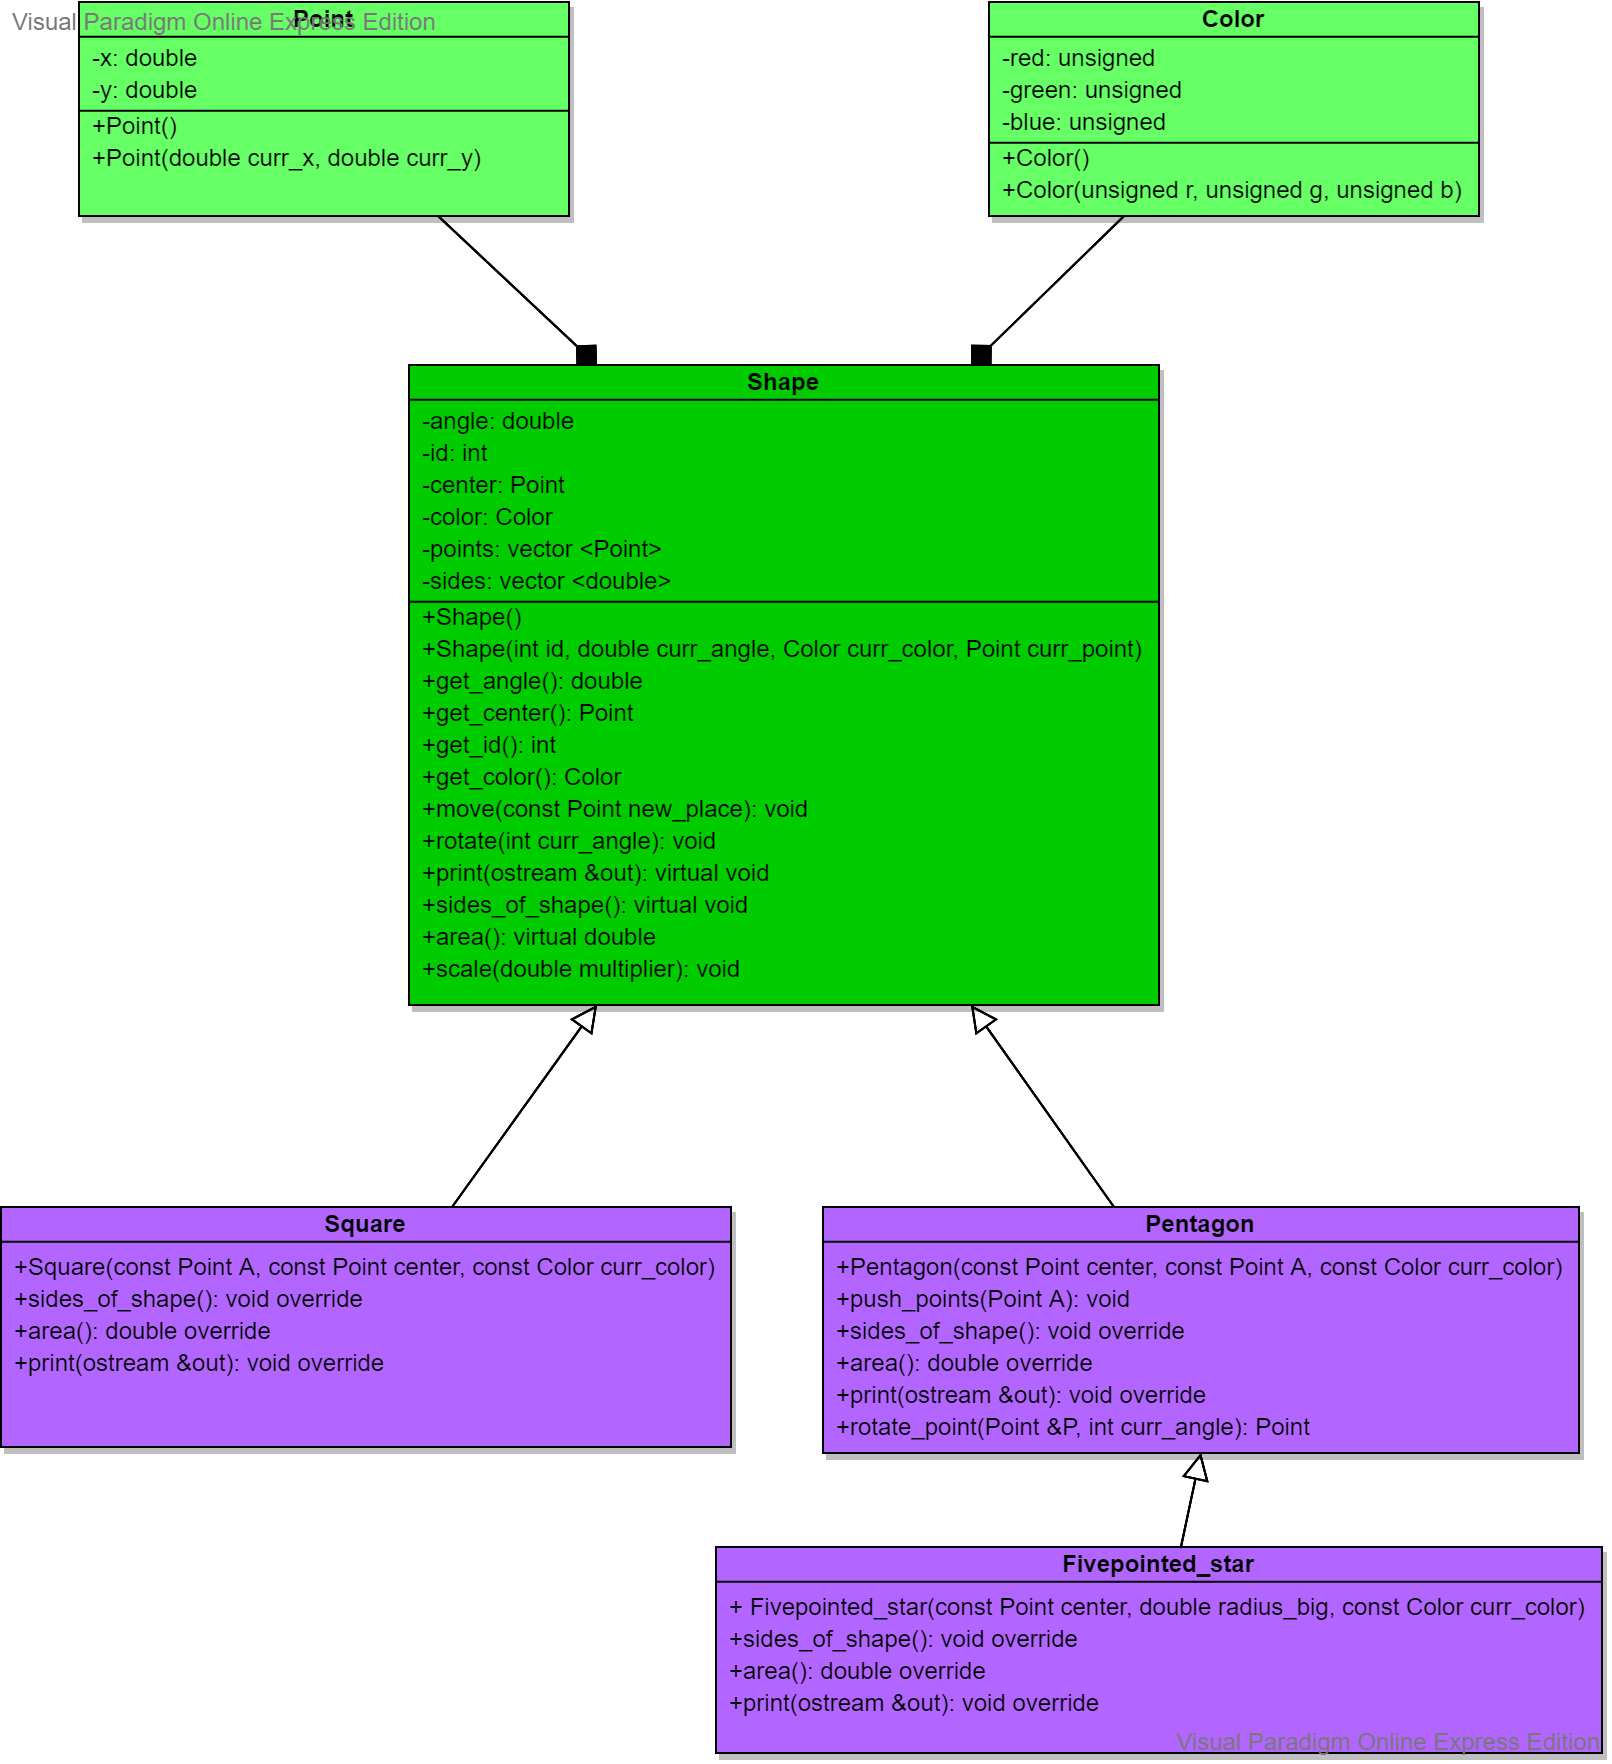 Visual Paradigm Online Express Edition
Point
-x: double
-y: double
+Point()
+Point(double curr_x, double curr_y)
Color
-red: unsigned
-green: unsigned
-blue: unsigned
+Color()
+Color(unsigned r, unsigned g, unsigned b)
Shape
-angle: double
-id: int
-center: Point
-color: Color
-points: vector <Point>
-sides: vector <double>
+Shape()
+Shape(int id, double curr_angle, Color curr_color, Point curr_point)
+get_angle(): double
+get_center(): Point
+get_id(): int
+get_color(): Color
+move(const Point new_place): void
+rotate(int curr_angle): void
+print(ostream &out): virtual void
+sides_of_shape(): virtual void
+area(): virtual double
+scale(double multiplier): void
Square
+Square(const Point A, const Point center, const Color curr_color)
+sides_of_shape(): void override
+area(): double override
+print(ostream &out): void override
Pentagon
+Pentagon(const Point center, const Point A, const Color curr_color)
+push_points(Point A): void
+sides_of_shape(): void override
+area(): double override
+print(ostream &out): void override
+rotate_point(Point &P, int curr_angle): Point
Fivepointed_star
+ Fivepointed_star(const Point center, double radius_big, const Color curr_color)
+sides_of_shape(): void override
+area(): double override
+print(ostream &out): void override
Visual Paradigm Online Express Edition